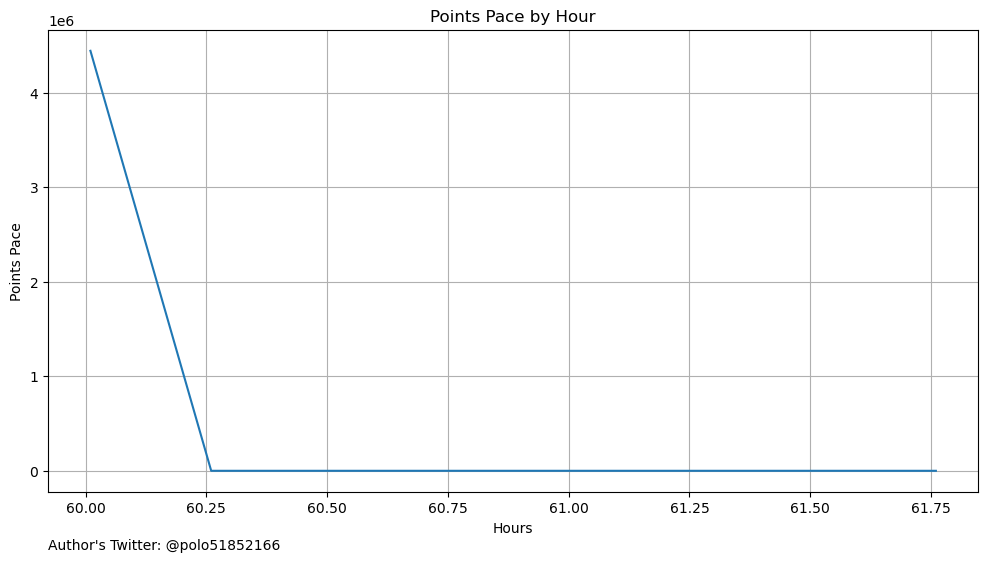 Points Pace by Hour
1e6
4
3
2
1
0
Points Pace
60.00 60.25 60.50 60.75 61.00 61.25 61.50 61.75
Hours
Author's Twitter: @polo51852166